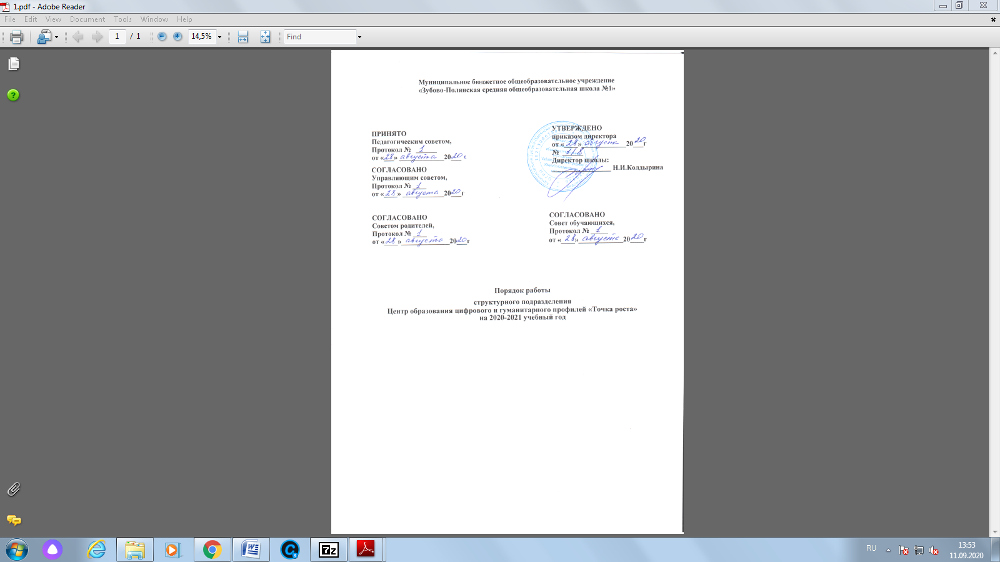 1.pdf - Adobe Reader
File Edit View Document Tools Window Help
1 / 1 14,5% Find
Муниципальное бюджетное общеобразовательное учреждение
«Зубово-Полянская средняя общеобразовательная школа №1»
ПРИНЯТО
Педагогическим советом,
Протокол № 1
от «28» августа 2020 г
СОГЛАСОВАНО
Управляющим советом,
Протокол № 1
от «28» августа 2020г
УТВЕРЖДЕНО
приказом директора
от «28» августа 2020г
№
Директор школы:
Н.И.Колдырина
СОГЛАСОВАНО
Советом родителей,
Протокол № 1
от «28» августа 2020г
СОГЛАСОВАНО
Совет обучающихся,
Протокол № 1
от «28» августа 2020г
Порядок работы
структурного подразделения
Центр образования цифрового и гуманитарного профилей «Точка роста»
на 2020-2021 учебный год
7z
RU
13:53
11.09.2020